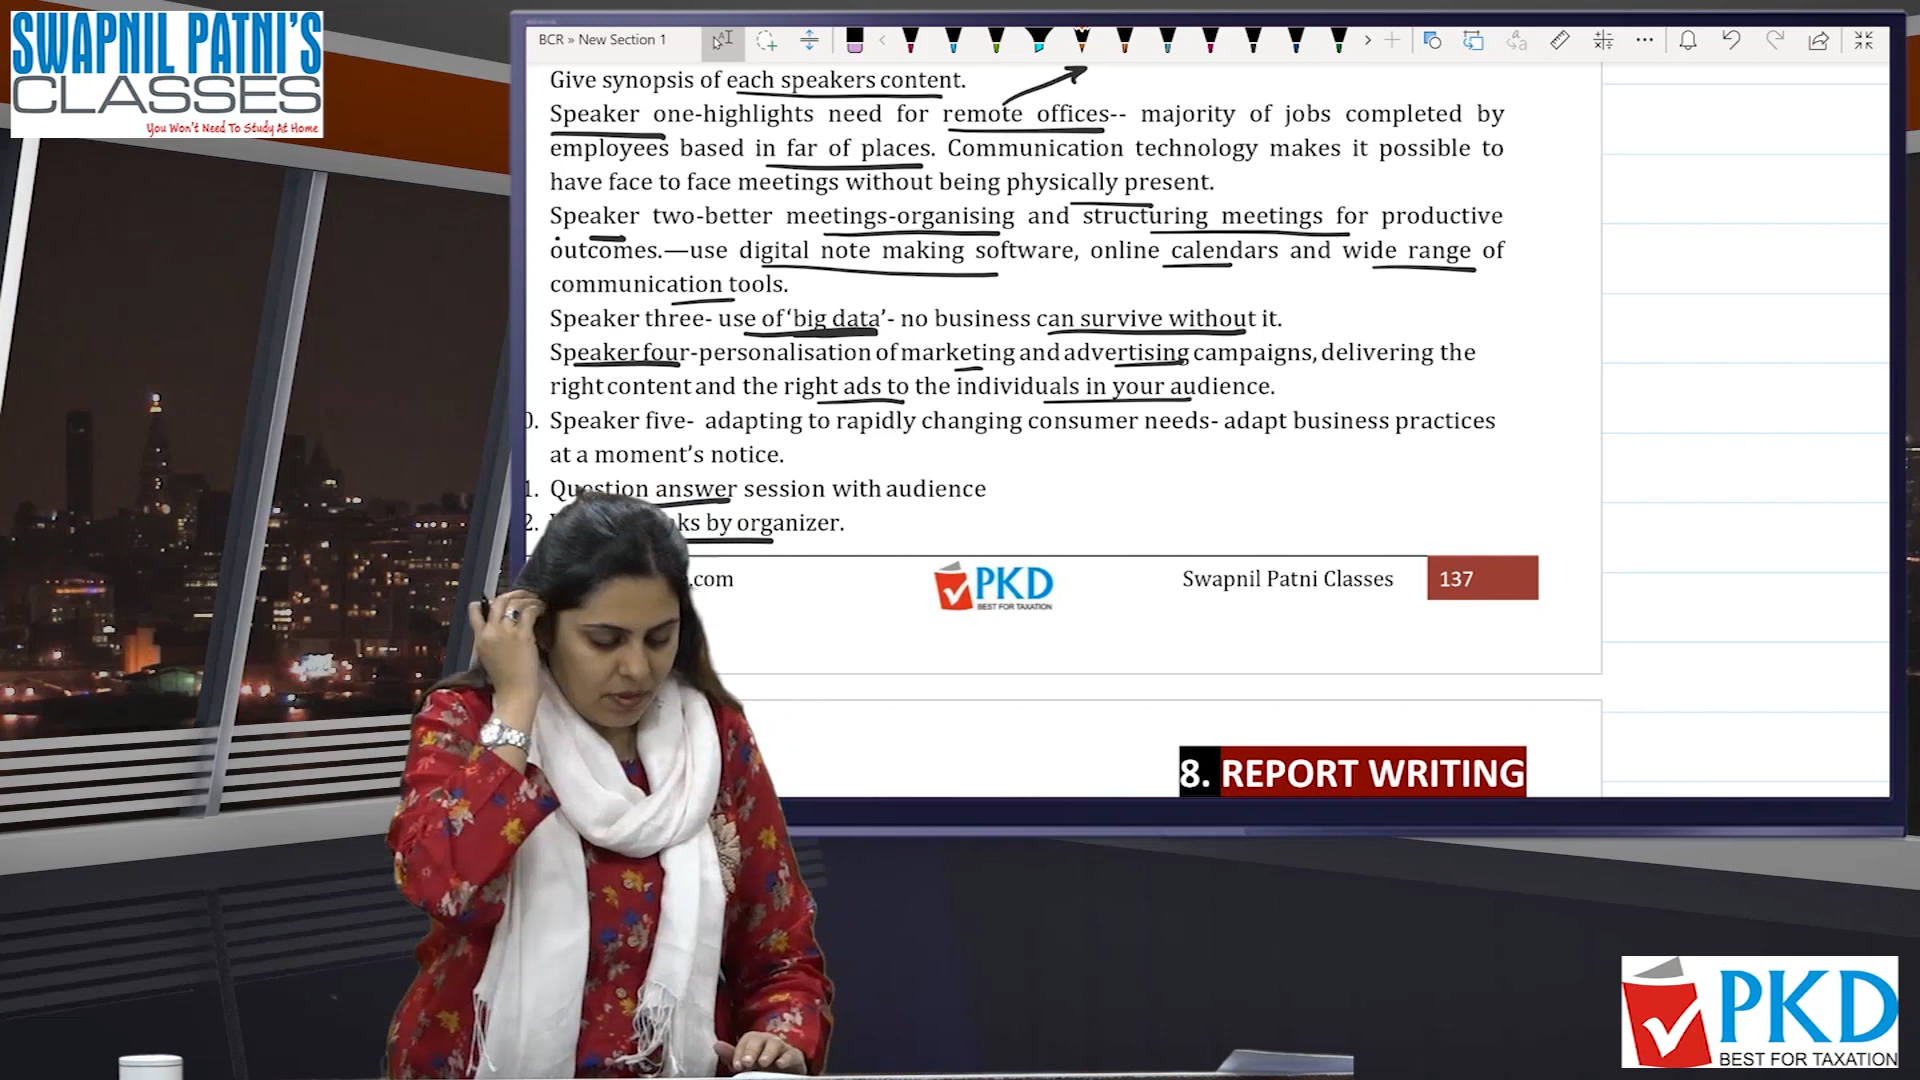 SWAPNIL PATNI'S
CLASSES
You Won't Need To Study At Home
BCR » New Section 1
Give synopsis of each speakers content.
Speaker one-highlights need for remote offices-- majority of jobs completed by
employees based in far of places. Communication technology makes it possible to
have face to face meetings without being physically present.
Speaker two-better meetings-organising and structuring meetings for productive
outcomes.—use digital note making software, online calendars and wide range of
communication tools.
Speaker three- use of 'big data'- no business can survive without it.
Speaker four-personalisation of marketing and advertising campaigns, delivering the
right content and the right ads to the individuals in your audience.
0. Speaker five- adapting to rapidly changing consumer needs- adapt business practices
at a moment's notice.
1. Question answer session with audience
2. ks by organizer.
.com
PKD
BEST FOR TAXATION
Swapnil Patni Classes
137
8. REPORT WRITING
PKD
BEST FOR TAXATION